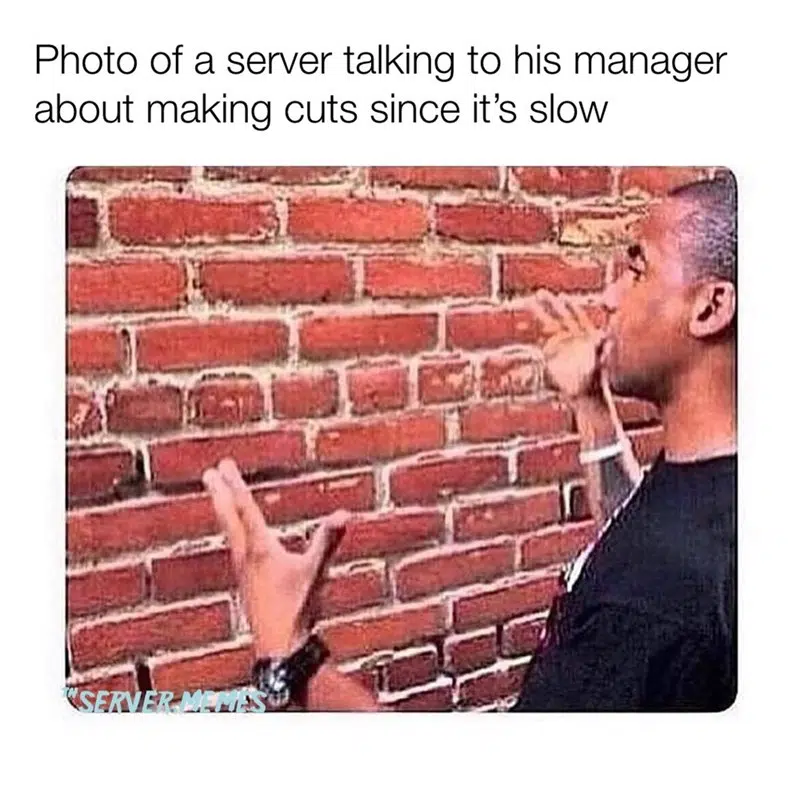 Photo of a server talking to his manager
about making cuts since it’s slow
SERVER.MEMES